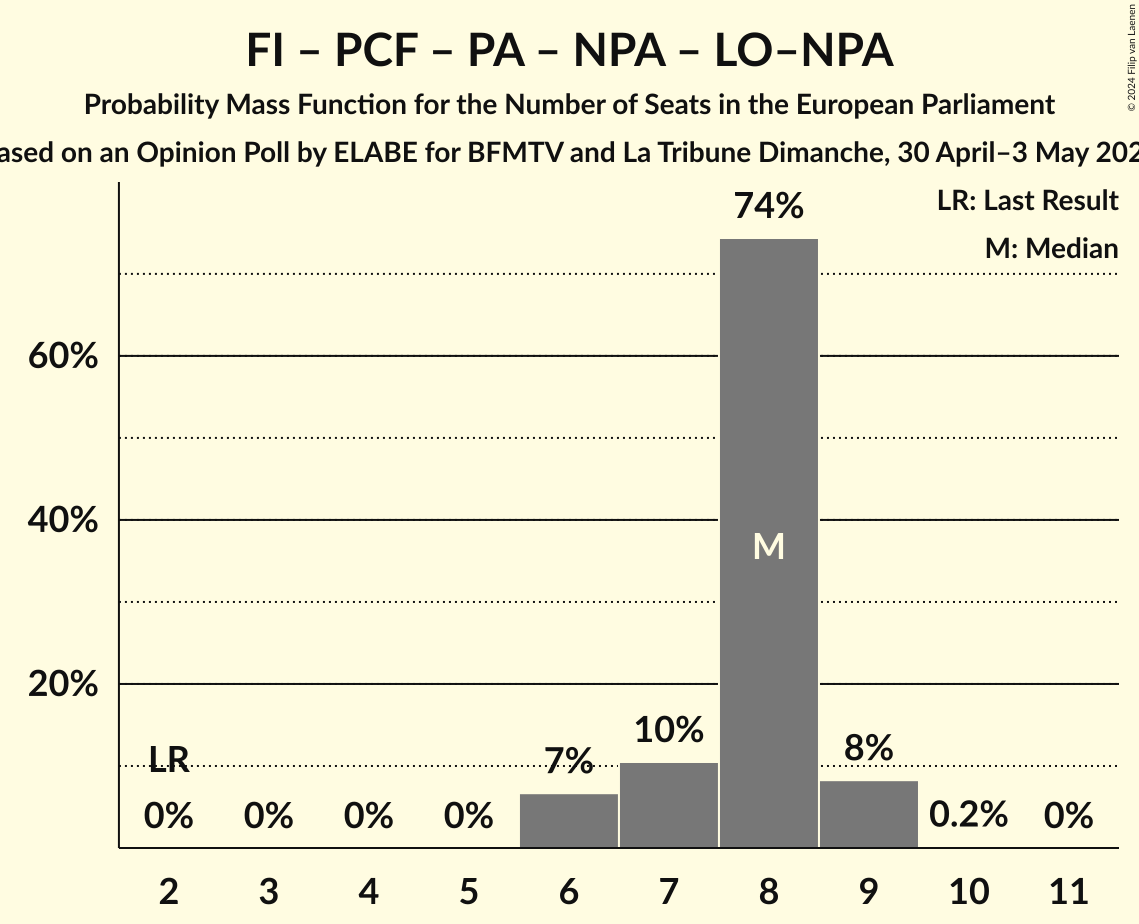 FI – PCF – PA – NPA – LO–NPA
Probability Mass Function for the Number of Seats in the European Parliament
ased on an Opinion Poll by ELABE for BFMTV and La Tribune Dimanche, 30 April–3 May 202
© 2024 Filip van Laenen
LR: Last Result
M: Median
74%
60%
40%
20%
M
LR
0%
0%
0%
0%
7%
10%
8%
0.2%
0%
2 3 4 5 6 7 8 9 10 11